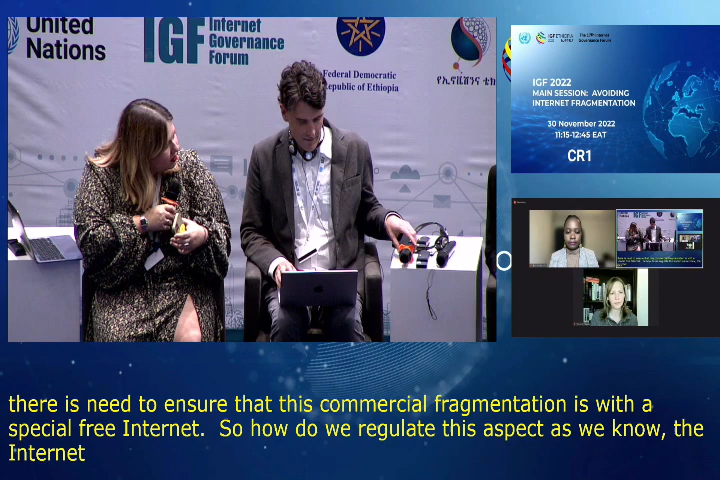 United
Nations
IGF
Internet
Governance
Forum
Federal Democratic
Republic of Ethiopia
የኢኖቬሽንና ቴክ
IGF 2022
MAIN SESSION: AVOIDING
INTERNET FRAGMENTATION
30 November 2022
11:15-12:45 EAT
CR1
there is need to ensure that this commercial fragmentation is with a
special free Internet. So how do we regulate this aspect as we know, the
Internet